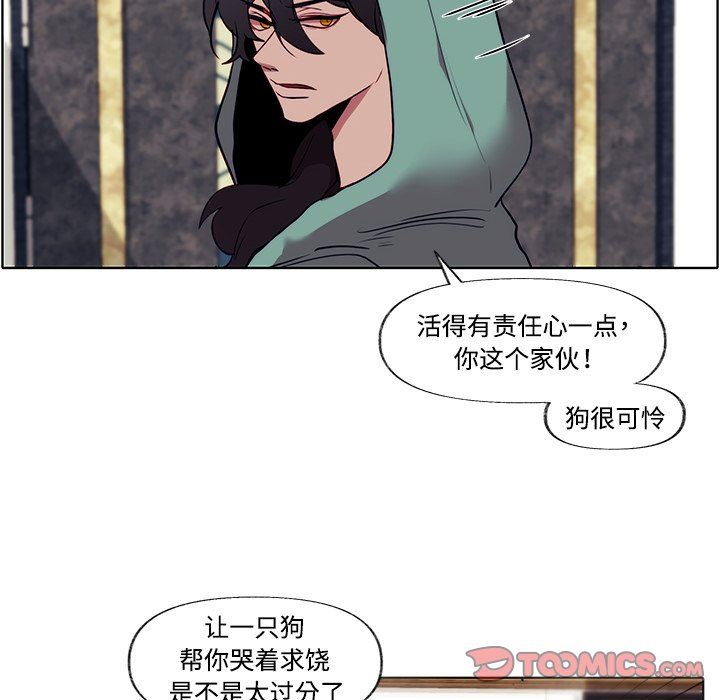 活得有责任心一点，
你这个家伙！
狗很可怜
让一只狗
帮你哭着求饶
是不是太过分了
TOOMICS.COM